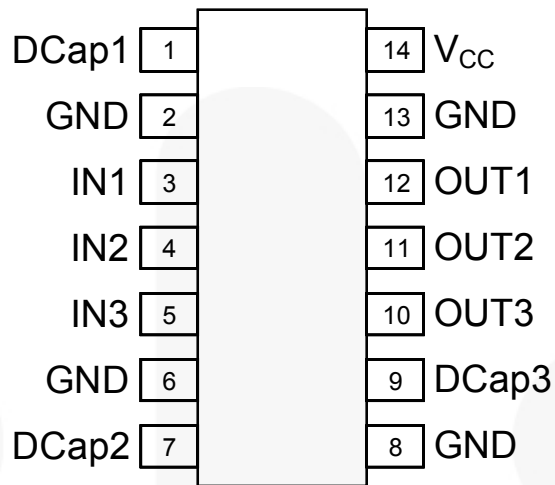 DCap1 1 14 VCC
GND 2 13 GND
IN1 3 12 OUT1
IN2 4 11 OUT2
IN3 5 10 OUT3
GND 6 9 DCap3
DCap2 7 8 GND